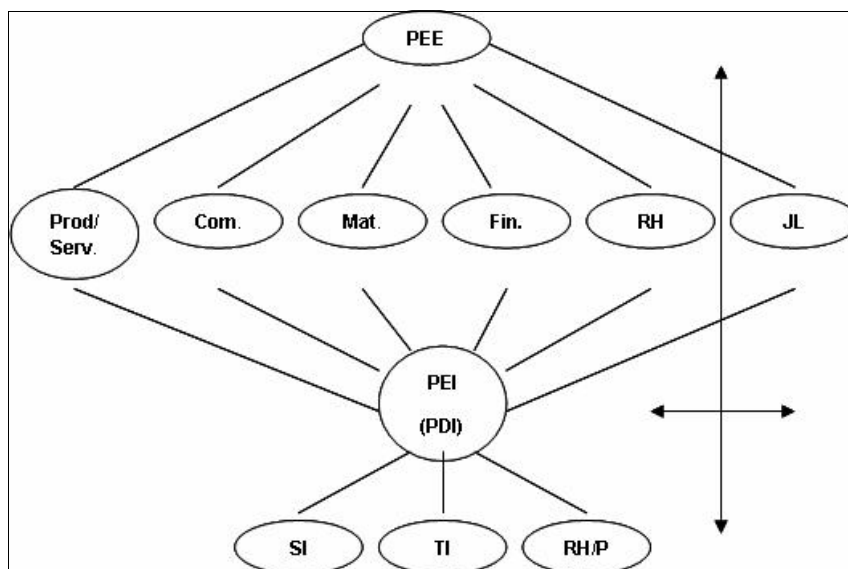 PEE
Prod/
Serv.
Com.
Mat.
Fin.
RH
JL
PEI
(PDI)
SI
TI
RH/P